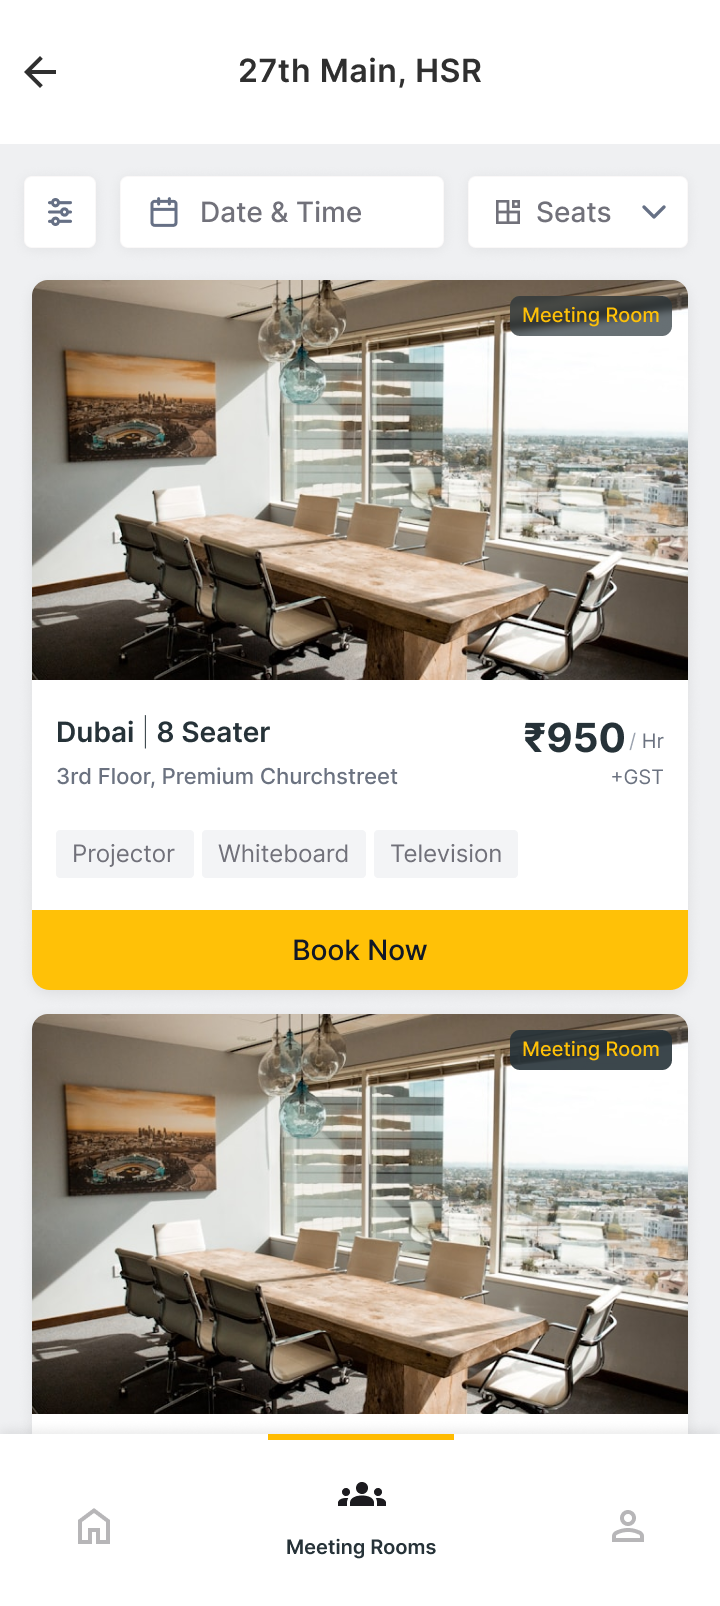 27th Main, HSR
Date & Time
Seats
Meeting Room
Dubai | 8 Seater
₹950 / Hr
3rd Floor, Premium Churchstreet
+GST
Projector
Whiteboard
Television
Book Now
Meeting Room
Meeting Rooms